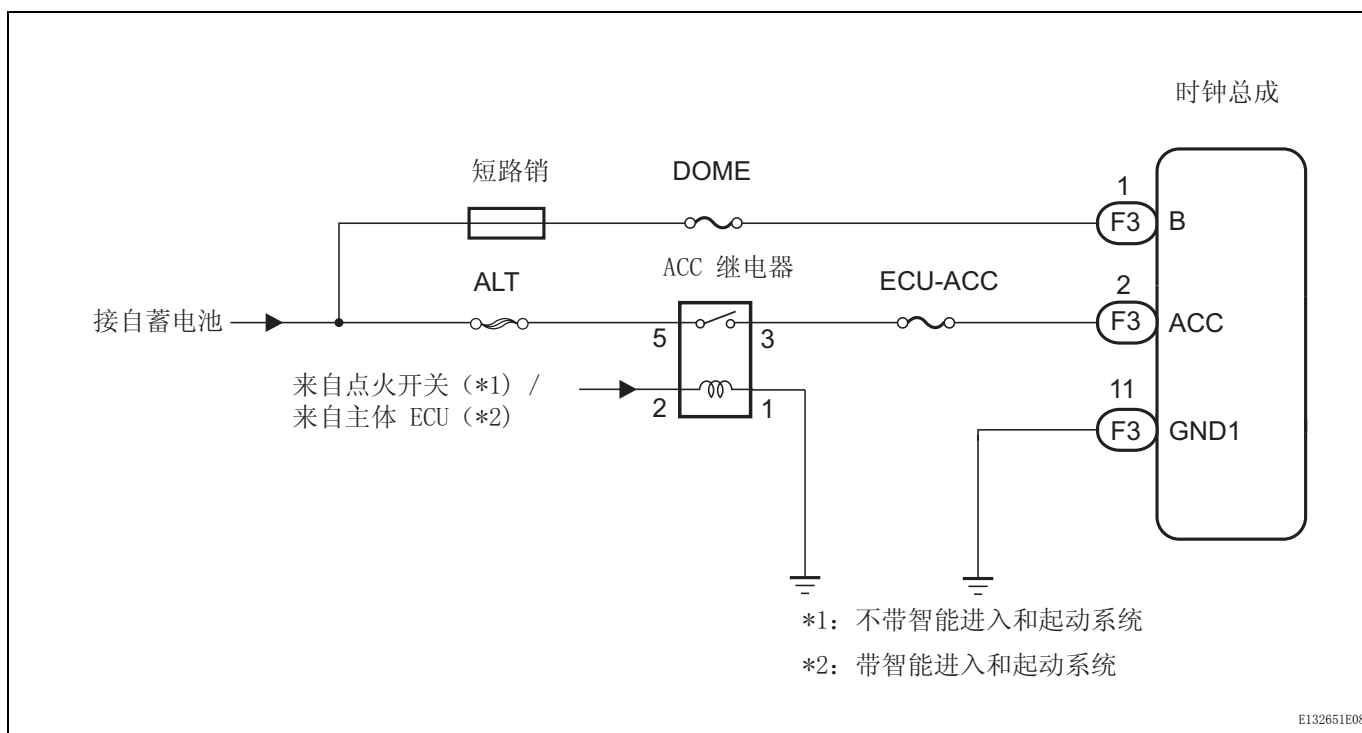 时钟总成
短路销
DOME
1
F3
B
ACC 继电器
ALT
ECU-ACC
2
接自蓄电池
5
3
F3
ACC
来自点火开关（*1）/
来自主体 ECU（*2）
2
1
11
F3
GND1
*1：不带智能进入和起动系统
*2：带智能进入和起动系统
E132651E08